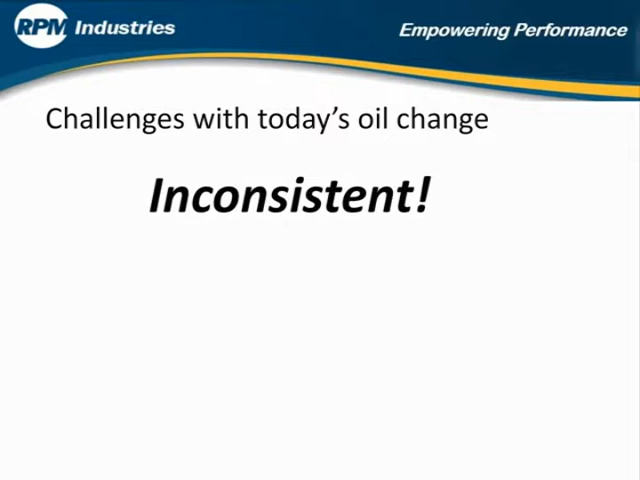 RPM Industries
Empowering Performance
Challenges with today's oil change
Inconsistent!